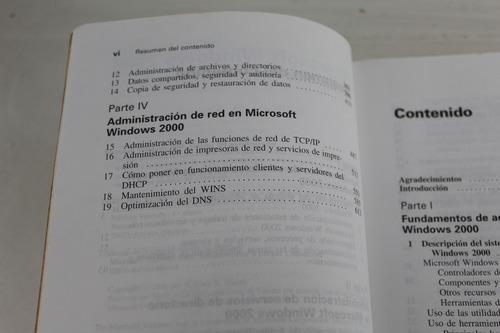 vi Resumen del contenido
12 Administración de archivos y directorios
13 Datos compartidos, seguridad y auditoría
14 Copia de seguridad y restauración de datos
Parte IV
Administración de red en Microsoft
Windows 2000
15 Administración de las funciones de red de TCP/IP
16 Administración de impresoras de red y servicios de impre-
sión
17 Cómo poner en funcionamiento clientes y servidores del
DHCP
18 Mantenimiento del WINS
19 Optimización del DNS
Contenido
Agradecimientos
Introducción
Parte I
Fundamentos de
Windows 2000
1 Descripción del
Windows 2000
Microsoft Windows
Controladores
Componentes y
Otros recursos
Herramientas
Uso de las
Uso de